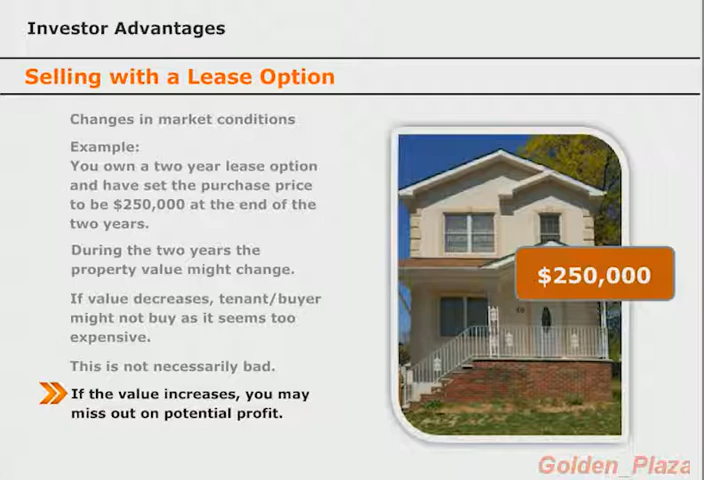 Investor Advantages
Selling with a Lease Option
Changes in market conditions
Example:
You own a two year lease option
and have set the purchase price
to be $250,000 at the end of the
two years.
During the two years the
property value might change.
If value decreases, tenant/buyer
might not buy as it seems too
expensive.
This is not necessarily bad.
If the value increases, you may
miss out on potential profit.
$250,000
Golden_Plaza